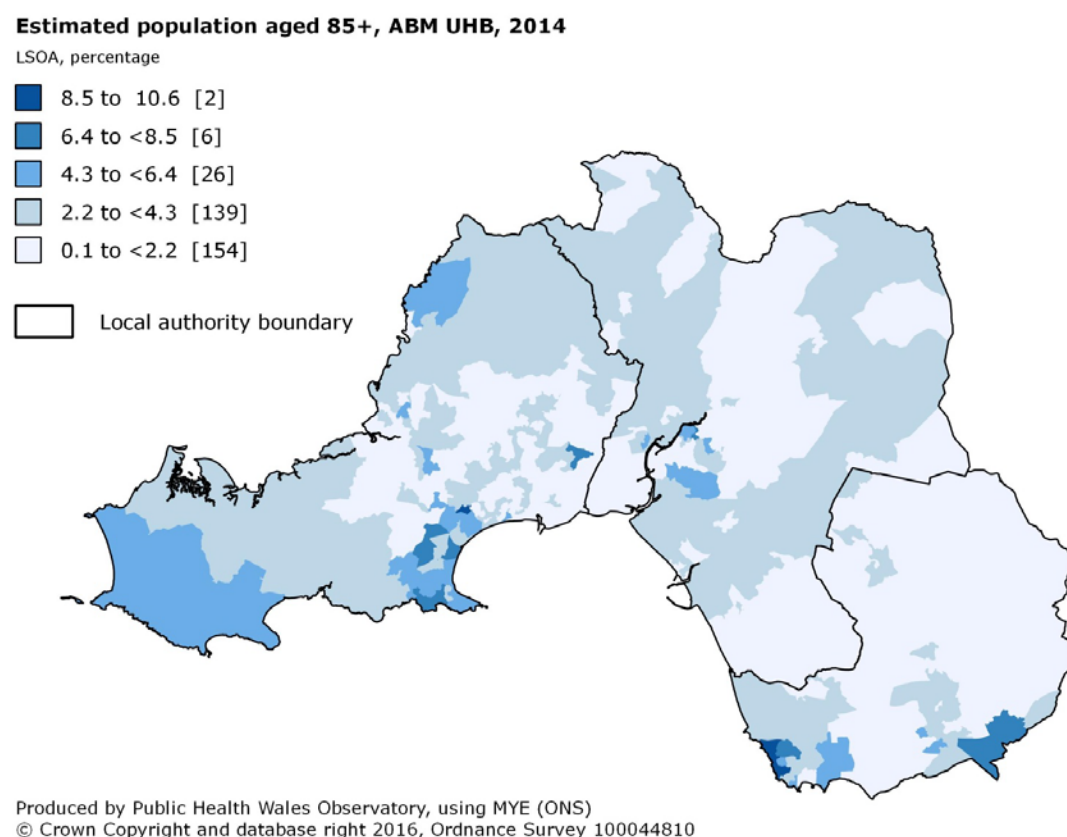 Estimated population aged 85+, ABM UHB, 2014
LSOA, percentage
8.5 to 10.6 [2]
6.4 to <8.5 [6]
4.3 to <6.4 [26]
2.2 to <4.3 [139]
0.1 to <2.2 [154]
Local authority boundary
Produced by Public Health Wales Observatory, using MYE (ONS)
© Crown Copyright and database right 2016, Ordnance Survey 100044810